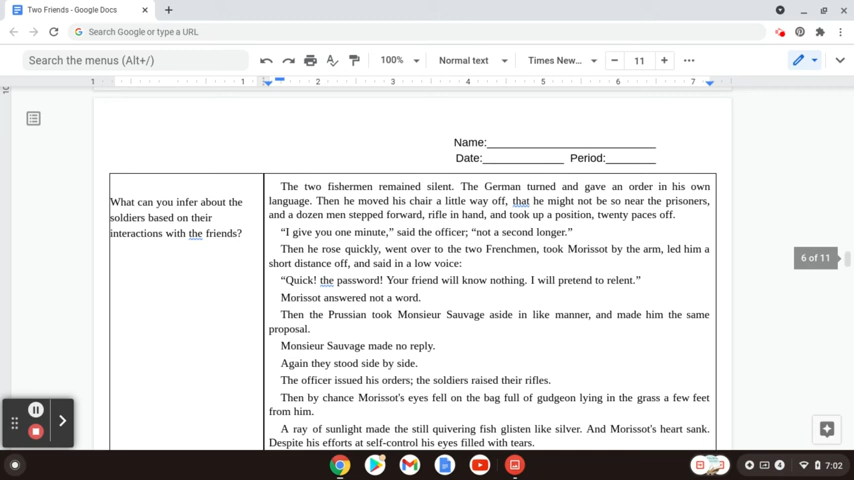 Two Friends - Google Docs
Search Google or type a URL
Search the menus (Alt+/)
100%
Normal text
Times New...
11
1 1 2 3 4 5 6 7
Name:
Date: Period:
What can you infer about the
soldiers based on their
interactions with the friends?
The two fishermen remained silent. The German turned and gave an order in his own
language. Then he moved his chair a little way off, that he might not be so near the prisoners,
and a dozen men stepped forward, rifle in hand, and took up a position, twenty paces off.
“I give you one minute,” said the officer; “not a second longer.”
Then he rose quickly, went over to the two Frenchmen, took Morissot by the arm, led him a
short distance off, and said in a low voice:
“Quick! the password! Your friend will know nothing. I will pretend to relent.”
Morissot answered not a word.
Then the Prussian took Monsieur Sauvage aside in like manner, and made him the same
proposal.
Monsieur Sauvage made no reply.
Again they stood side by side.
The officer issued his orders; the soldiers raised their rifles.
Then by chance Morissot's eyes fell on the bag full of gudgeon lying in the grass a few feet
from him.
A ray of sunlight made the still quivering fish glisten like silver. And Morissot's heart sank.
Despite his efforts at self-control his eyes filled with tears.
6 of 11
4
7:02